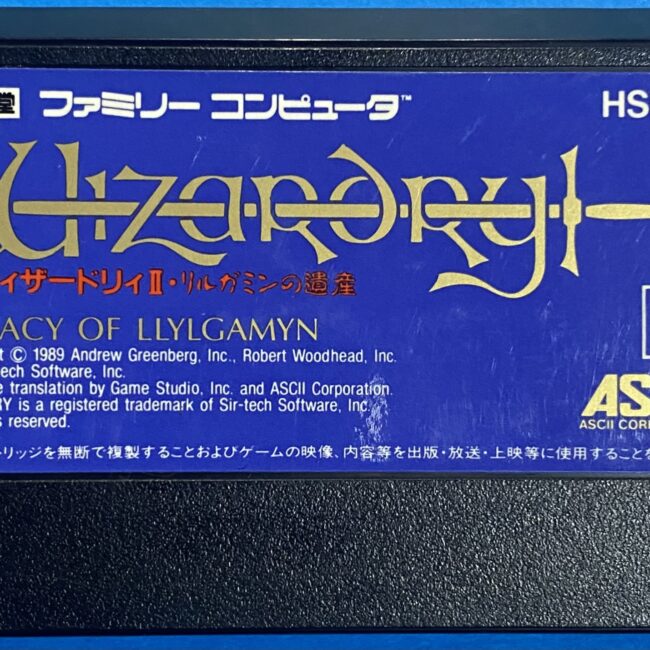 堂 ファミリー コンピュータ™ HS
Wizardry
ィザードリィⅡ・リルガミンの遺産
ACY OF LLYLGAMYN
t © 1989 Andrew Greenberg, Inc., Robert Woodhead, Inc.
-tech Software, Inc.
e translation by Game Studio, Inc. and ASCII Corporation.
RY is a registered trademark of Sir-tech Software, Inc.
s reserved.
AS
ASCII COR
トリッジを無断で複製することおよびゲームの映像、内容等を出版・放送・上映等に使用することを